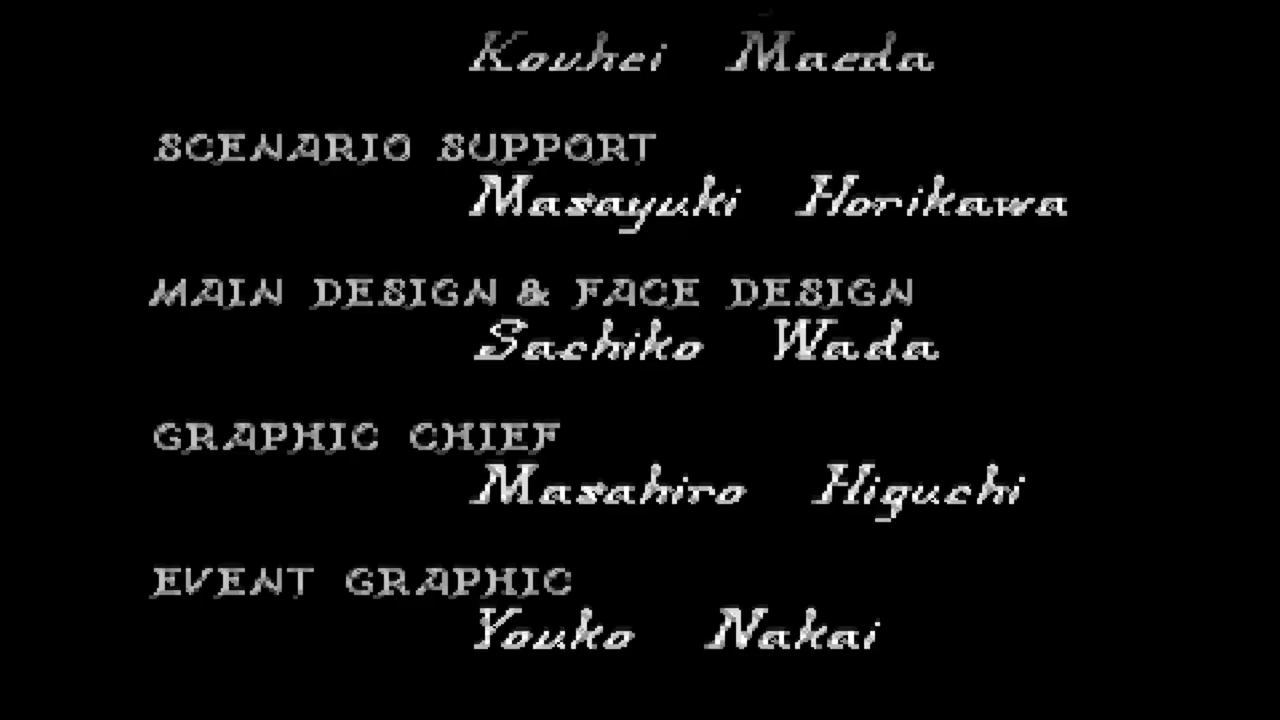 Kouhei Maeda
SCENARIO SUPPORT
Masayuki Horikawa
MAIN DESIGN & FACE DESIGN
Sachiko Wada
GRAPHIC CHIEF
Masahiro Higuchi
EVENT GRAPHIC
Youko Nakai